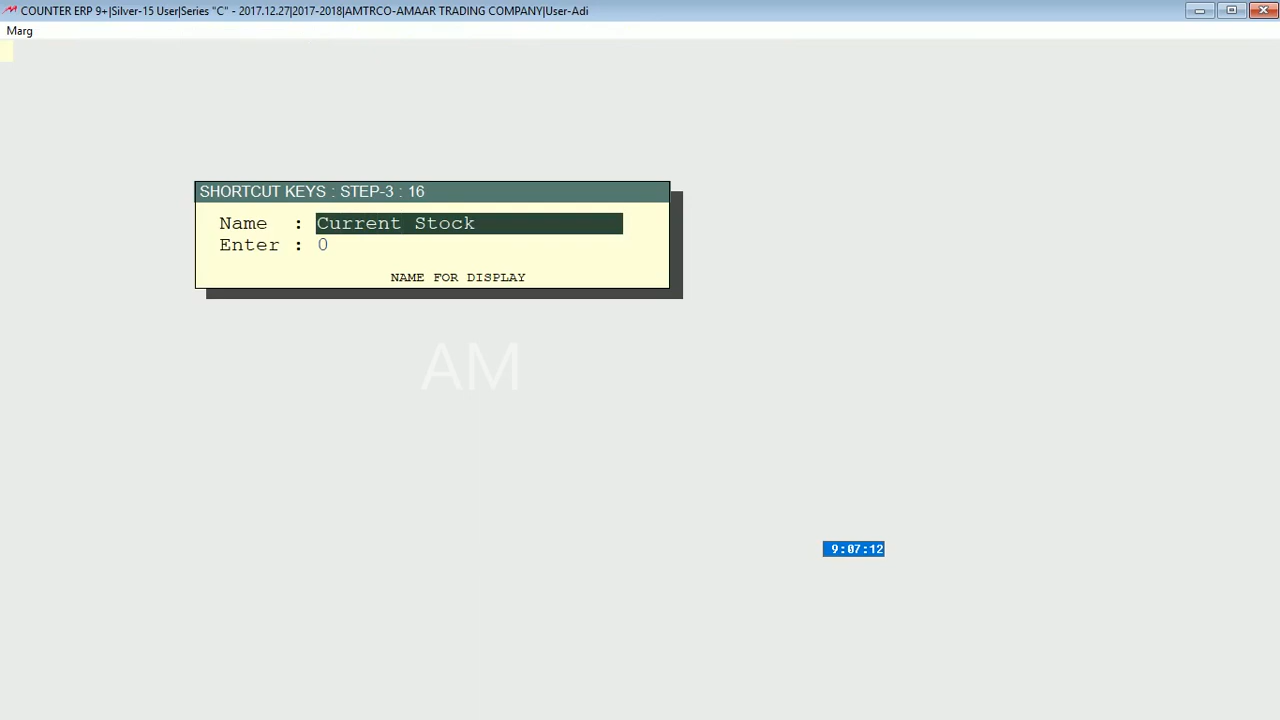 COUNTER ERP 9+|Silver-15 User|Series "C" - 2017.12.27|2017-2018|AMTRCO-AMAAR TRADING COMPANY|User-Adi
Marg
SHORTCUT KEYS : STEP-3 : 16
Name : Current Stock
Enter : 0
NAME FOR DISPLAY
AM
9:07:12